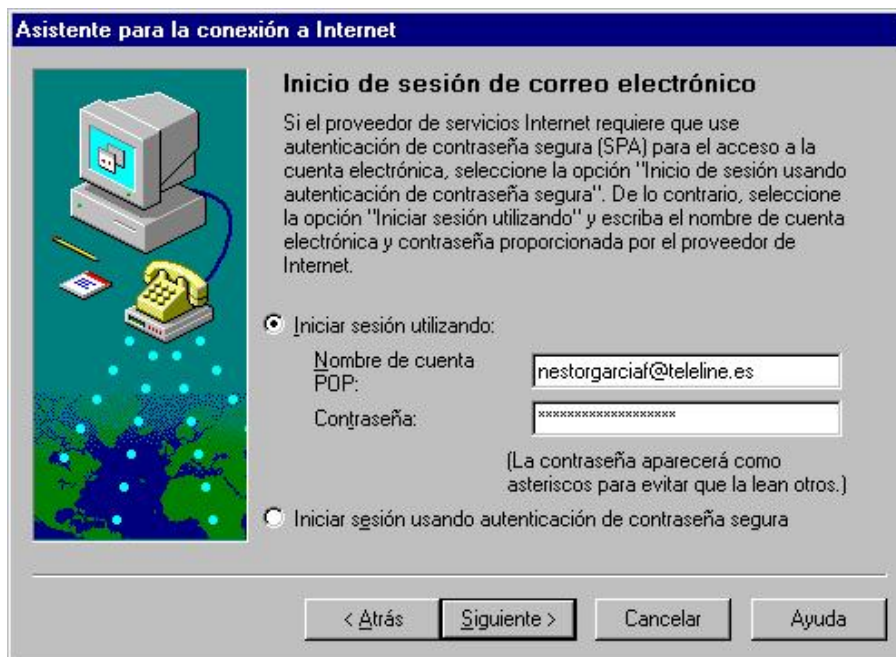 Asistente para la conexión a Internet
Inicio de sesión de correo electrónico
Si el proveedor de servicios Internet requiere que use
autenticación de contraseña segura (SPA) para el acceso a la
cuenta electrónica, seleccione la opción "Inicio de sesión usando
autenticación de contraseña segura". De lo contrario, seleccione
la opción "Iniciar sesión utilizando" y escriba el nombre de cuenta
electrónica y contraseña proporcionada por el proveedor de
Internet.
Iniciar sesión utilizando:
Nombre de cuenta
POP:
nestorgarciaf@teleline.es
Contraseña:
*******************
(La contraseña aparecerá como
asteriscos para evitar que la lean otros.)
Iniciar sesión usando autenticación de contraseña segura
< Atrás
Siguiente >
Cancelar
Ayuda